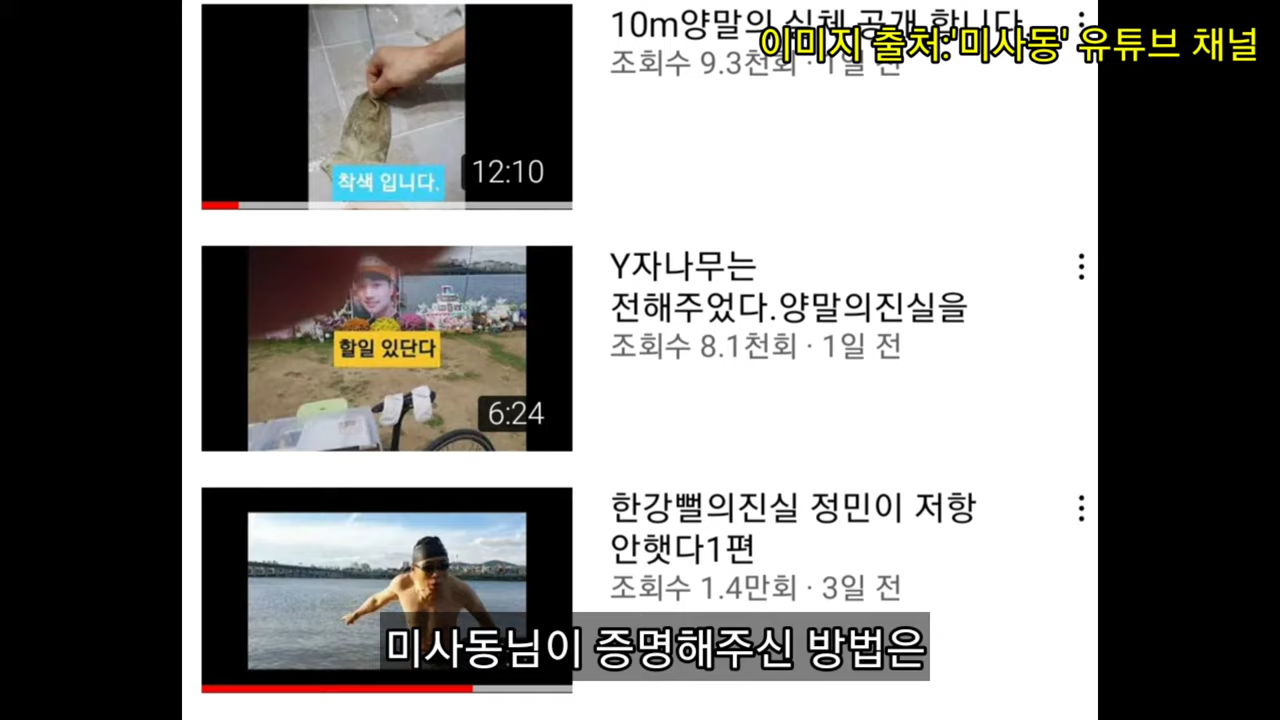 10m양말의 실체 공개 합니다
이미지 출처:'미사동' 유튜브 채널
조회수 9.3천회 · 1일 전
12:10
착색 입니다.
Y자나무는
전해주었다.양말의진실을
조회수 8.1천회 · 1일 전
할일 있단다
6:24
한강뻘의진실 정민이 저항
안햇다1편
조회수 1.4만회 · 3일 전
미사동님이 증명해주신 방법은